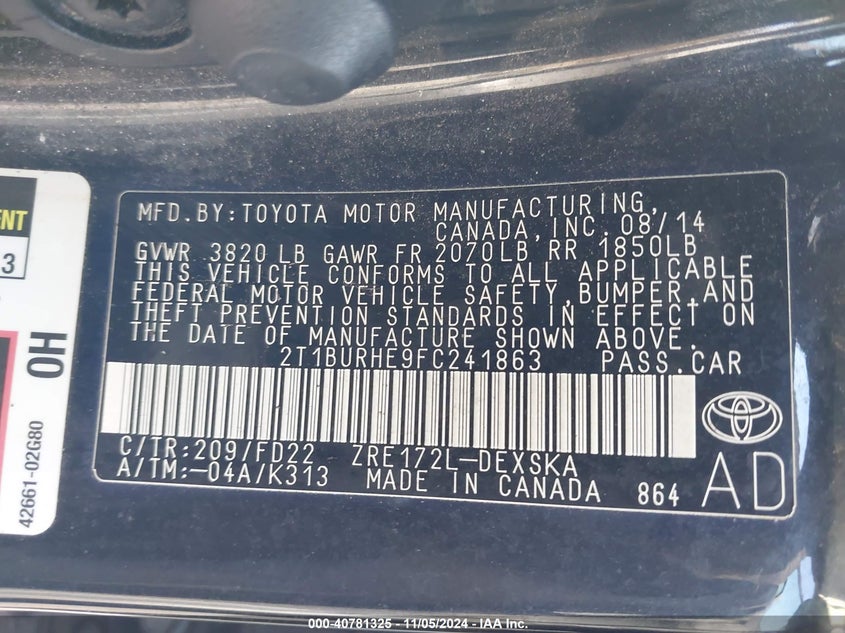 MFD.BY:TOYOTA MOTOR MANUFACTURING,
CANADA,INC. 08/14
GVWR 3820 LB GAWR FR 2070LB RR 1850LB
THIS VEHICLE CONFORMS TO ALL APPLICABLE
FEDERAL MOTOR VEHICLE SAFETY,BUMPER,AND
THEFT PREVENTION STANDARDS IN EFFECT ON
THE DATE OF MANUFACTURE SHOWN ABOVE.
2T1BURHE9FC241863 PASS.CAR
C/TR:209/FD22 ZRE172L-DEXSKA
A/TM:-04A/K313 MADE IN CANADA 864
AD
3
OH
42661-02G80
000-40781325 - 11/05/2024 - IAA Inc.